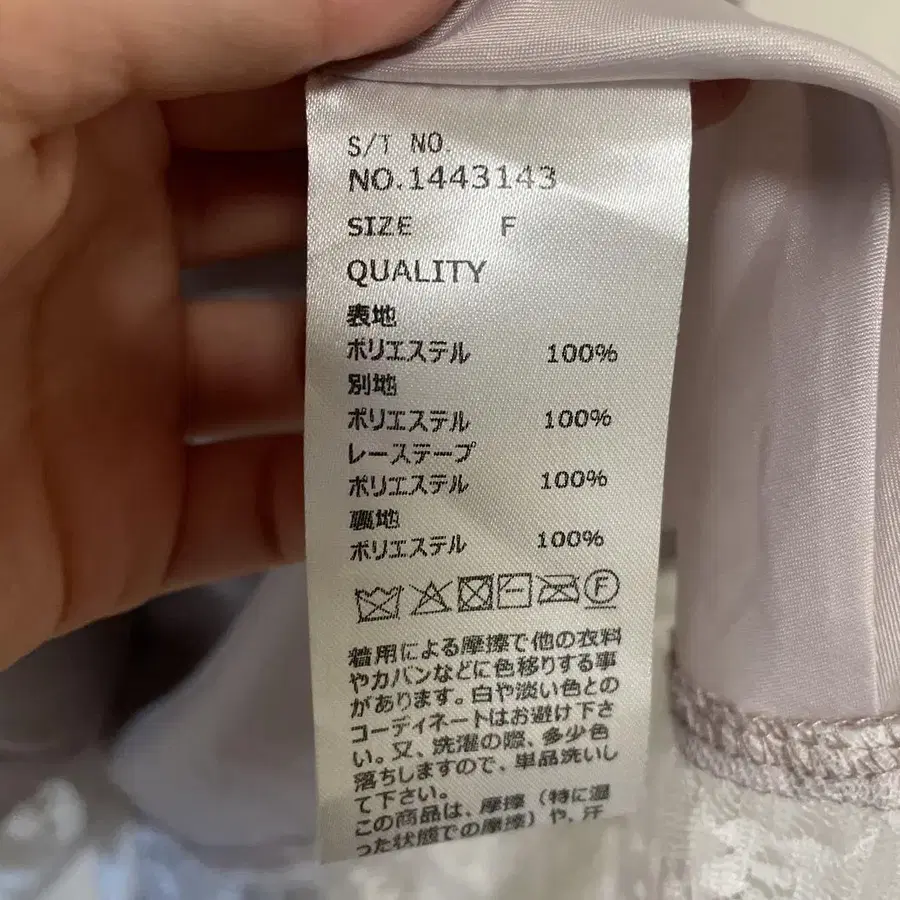 S/T NO.
NO.1443143
SIZE F
QUALITY
表地
ポリエステル 100%
別地
ポリエステル 100%
レーステープ
ポリエステル 100%
裏地
ポリエステル 100%
F
着用による摩擦で他の衣料
やカバンなどに色移りする事
があります。白や淡い色との
コーディネートはお避け下さ
い。又、洗濯の際、多少色
落ちしますので、単品洗いし
て下さい。
この商品は、摩擦（特に湿
った状態での摩擦）や、汗